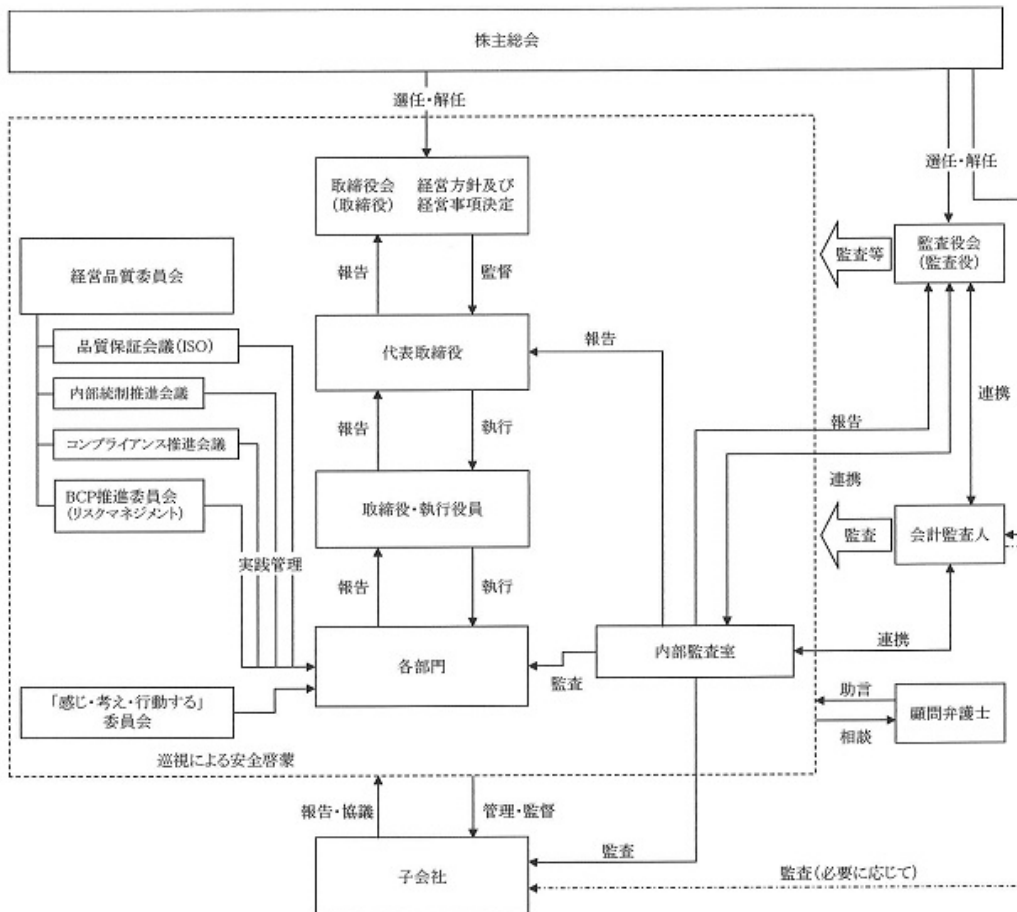 株主総会
選任・解任
選任・解任
取締役会 経営方針及び
(取締役) 経営事項決定
監査役会
(監査役)
監査等
経営品質委員会
報告
監督
品質保証会議(ISO)
代表取締役
報告
内部統制推進会議
連携
報告
執行
報告
コンプライアンス推進会議
連携
BCP推進委員会
(リスクマネジメント)
取締役・執行役員
監査
会計監査人
実践管理
報告
執行
各部門
内部監査室
連携
監査
「感じ・考え・行動する」
委員会
助言
顧問弁護士
相談
巡視による安全啓蒙
報告・協議
管理・監督
子会社
監査
監査(必要に応じて)